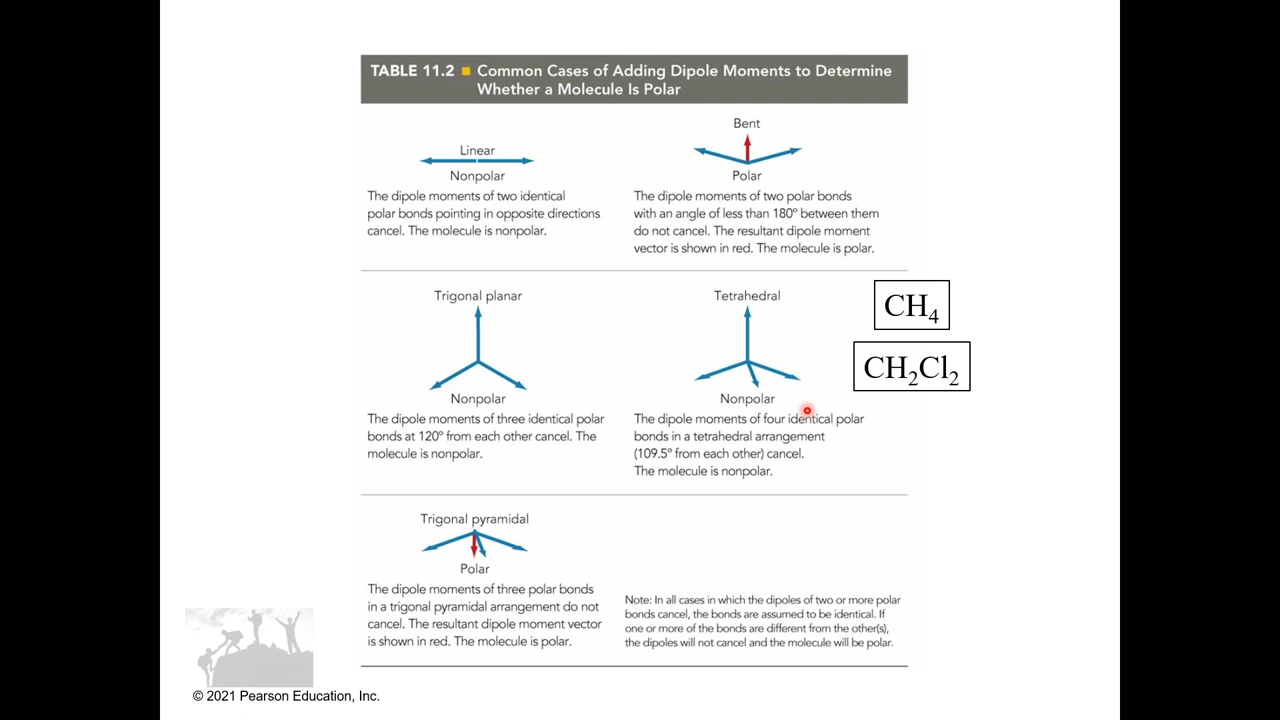 TABLE 11.2 ■ Common Cases of Adding Dipole Moments to Determine
Whether a Molecule Is Polar
Linear
Nonpolar
The dipole moments of two identical
polar bonds pointing in opposite directions
cancel. The molecule is nonpolar.
Bent
Polar
The dipole moments of two polar bonds
with an angle of less than 180° between them
do not cancel. The resultant dipole moment
vector is shown in red. The molecule is polar.
Trigonal planar
Nonpolar
The dipole moments of three identical polar
bonds at 120° from each other cancel. The
molecule is nonpolar.
Tetrahedral
Nonpolar
The dipole moments of four identical polar
bonds in a tetrahedral arrangement
(109.5° from each other) cancel.
The molecule is nonpolar.
CH₄
CH₂Cl₂
Trigonal pyramidal
Polar
The dipole moments of three polar bonds
in a trigonal pyramidal arrangement do not
cancel. The resultant dipole moment vector
is shown in red. The molecule is polar.
Note: In all cases in which the dipoles of two or more polar
bonds cancel, the bonds are assumed to be identical. If
one or more of the bonds are different from the other(s),
the dipoles will not cancel and the molecule will be polar.
© 2021 Pearson Education, Inc.